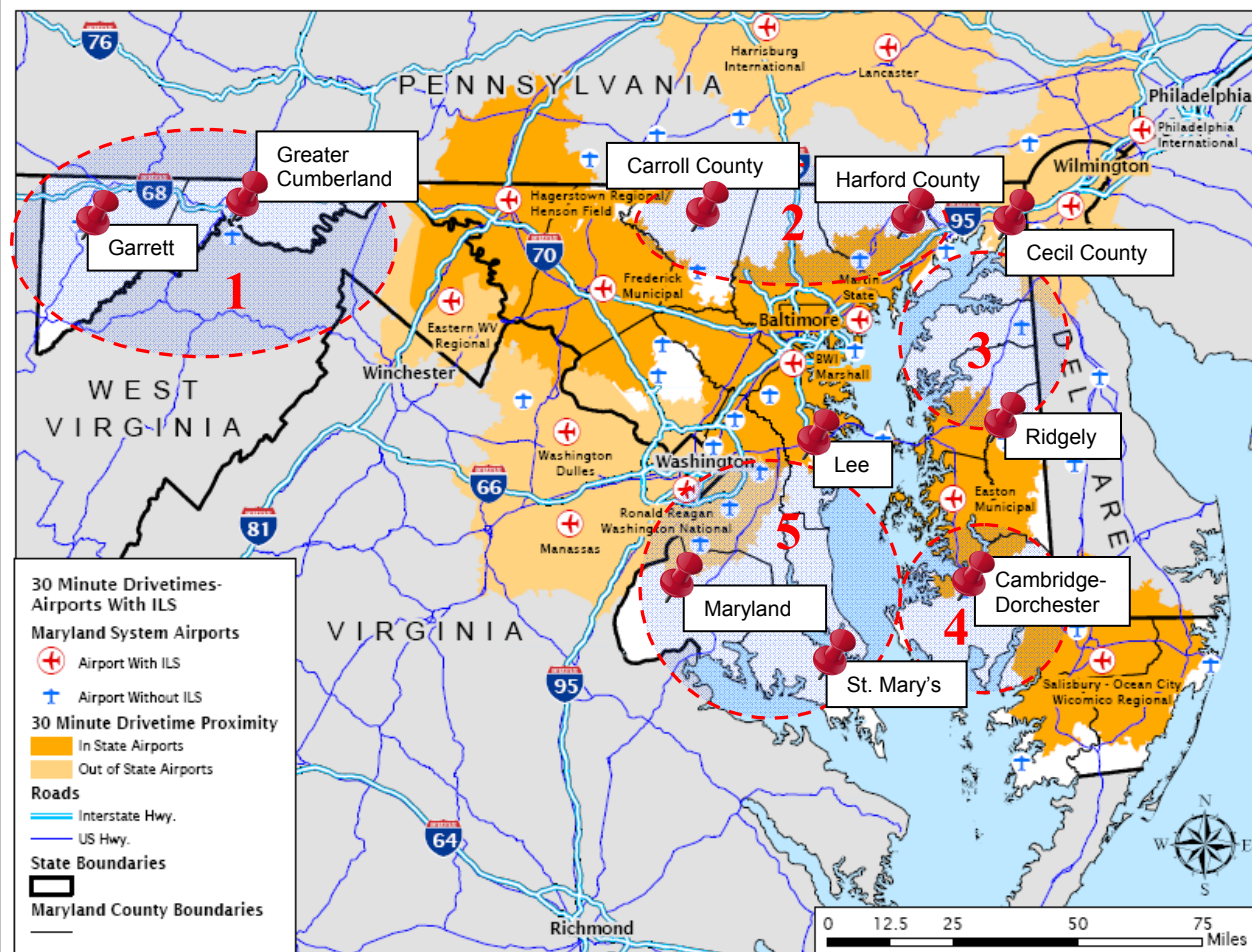 76
PENNSYLVANIA
Harrisburg
International
Lancaster
Philadelphia
Philadelphia
International
Wilmington
Greater
Cumberland
Carroll County
Harford County
68
95
Garrett
Hagerstown Regional/
Henson Field
2
Cecil County
1
70
Frederick
Municipal
Martin
State
Baltimore
Eastern WV
Regional
BWI
Marshall
3
Winchester
WEST
VIRGINIA
DELAWARE
Ridgely
Washington
Dulles
Washington
Lee
66
Ronald Reagan
Washington National
Easton
Municipal
81
Manassas
5
Cambridge-
Dorchester
Maryland
4
VIRGINIA
St. Mary's
Salisbury - Ocean City
Wicomico Regional
95
64
Richmond
30 Minute Drivetimes-
Airports With ILS
Maryland System Airports
Airport With ILS
Airport Without ILS
30 Minute Drivetime Proximity
In State Airports
Out of State Airports
Roads
Interstate Hwy.
US Hwy.
State Boundaries
Maryland County Boundaries
N
W
E
S
0 12.5 25 50 75
Miles